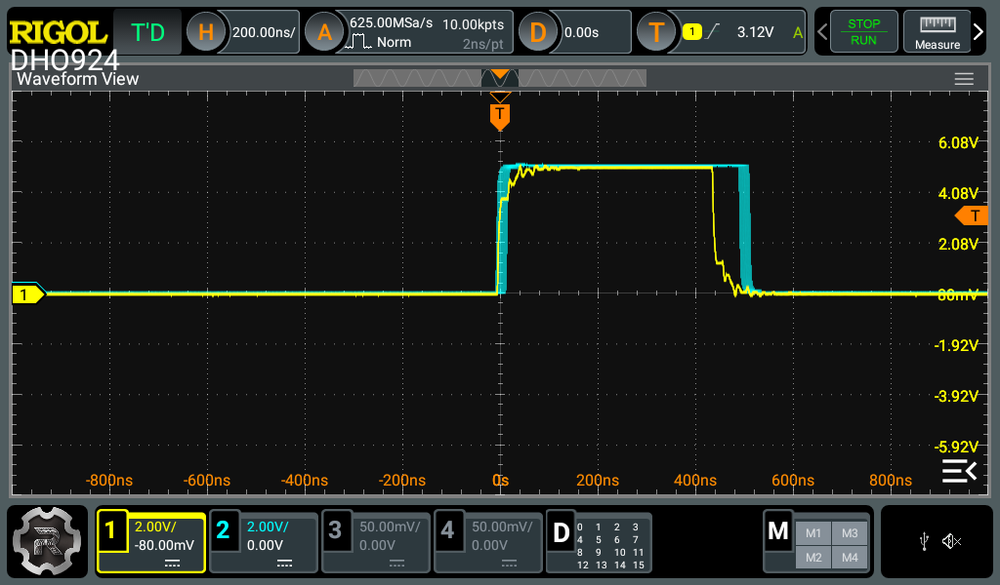 RIGOL T'D H 200.00ns/ A 625.00MSa/s 10.00kpts D 0.00s T 1 3.12V A STOP
Norm 2ns/pt RUN Measure
DHO924
Waveform View
T
6.08V
4.08V
T
2.08V
1 80mV
-1.92V
-3.92V
-5.92V
-800ns -600ns -400ns -200ns 0s 200ns 400ns 600ns 800ns
1 2.00V/ 2 2.00V/ 3 50.00mV/ 4 50.00mV/ D 0 1 2 3 M M1 M3
-80.00mV 0.00V 0.00V 0.00V 4 5 6 7 M2 M4
8 9 10 11
12 13 14 15
R